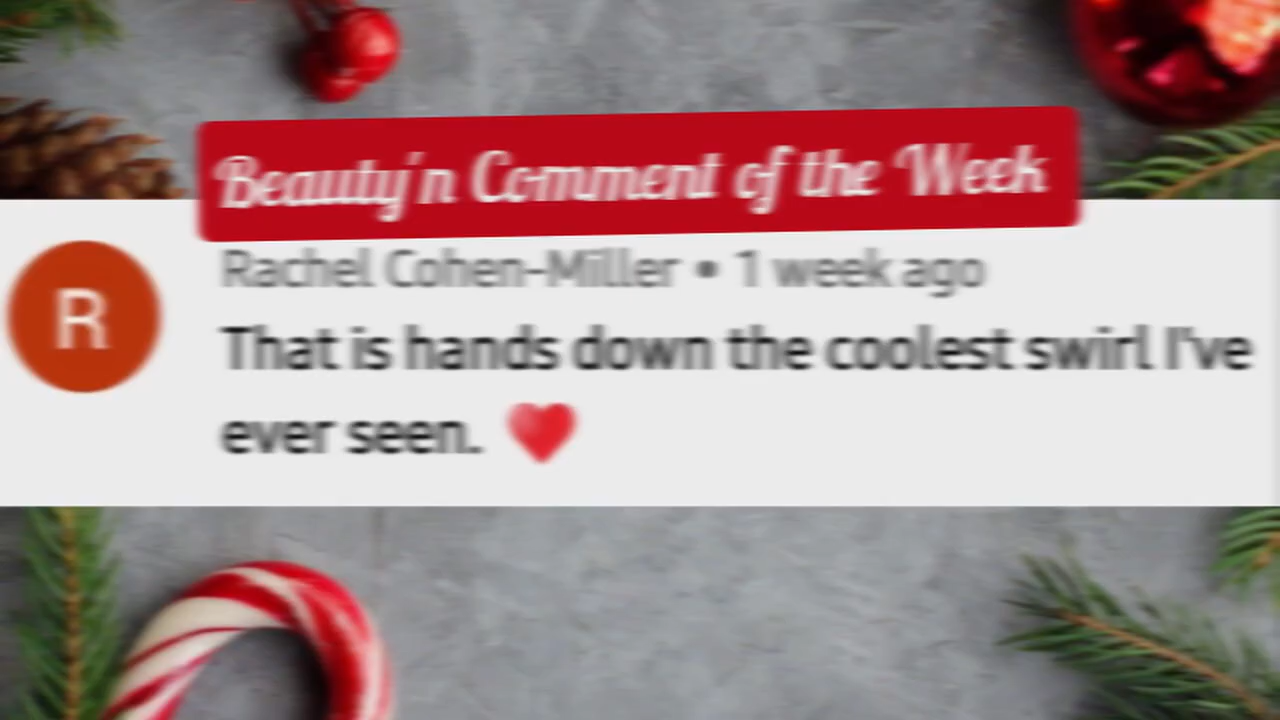 Beauty'n Comment of the Week
R
Rachel Cohen-Miller • 1 week ago
That is hands down the coolest swirl I've
ever seen. ❤️